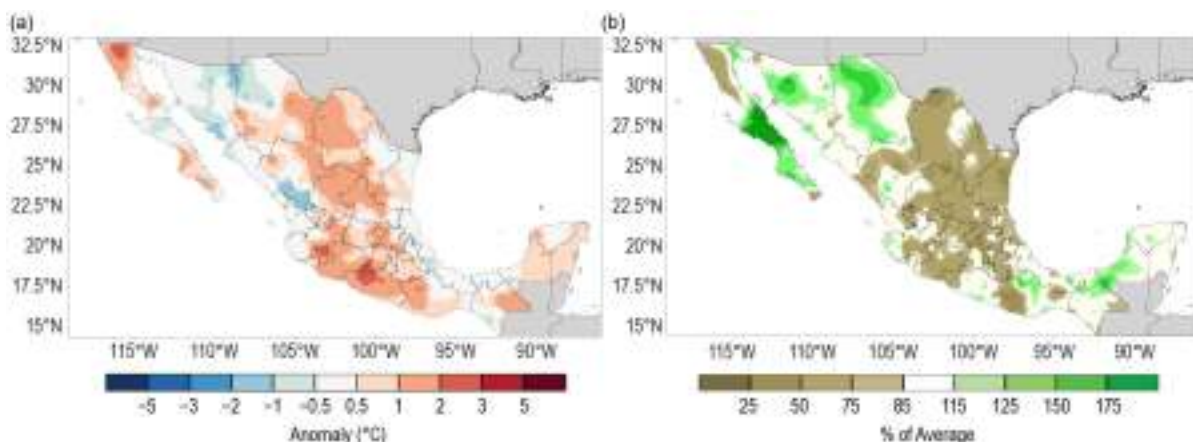 (a)
(b)
32.5°N
30°N
27.5°N
25°N
22.5°N
20°N
17.5°N
15°N
115°W 110°W 105°W 100°W 95°W 90°W
32.5°N
30°N
27.5°N
25°N
22.5°N
20°N
17.5°N
15°N
115°W 110°W 105°W 100°W 95°W 90°W
−5 −3 −2 −1 −0.5 0.5 1 2 3 5
Anomaly (°C)
25 50 75 85 115 125 150 175
% of Average